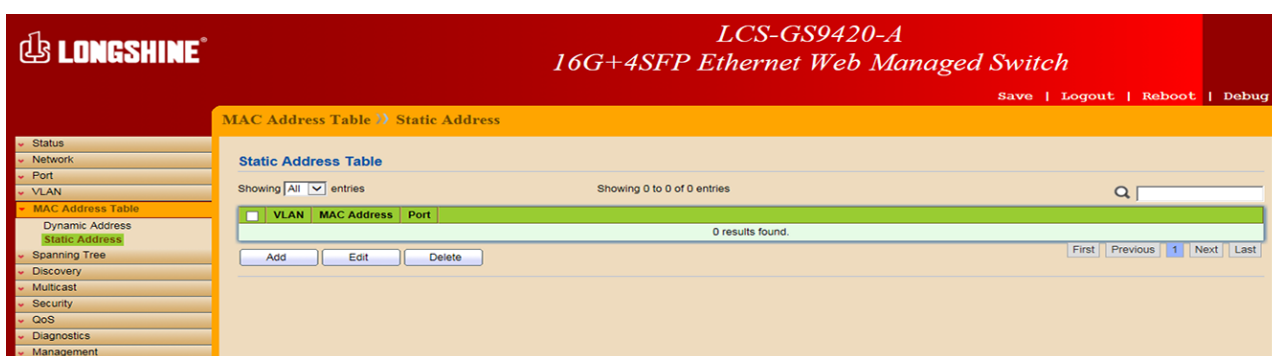 LONGSHINE®
LCS-GS9420-A
16G+4SFP Ethernet Web Managed Switch
Save | Logout | Reboot | Debug
MAC Address Table » Static Address
Status
Network
Port
VLAN
MAC Address Table
Dynamic Address
Static Address
Spanning Tree
Discovery
Multicast
Security
QoS
Diagnostics
Management
Static Address Table
Showing All entries
Showing 0 to 0 of 0 entries
VLAN MAC Address Port
0 results found.
Add Edit Delete
First Previous 1 Next Last